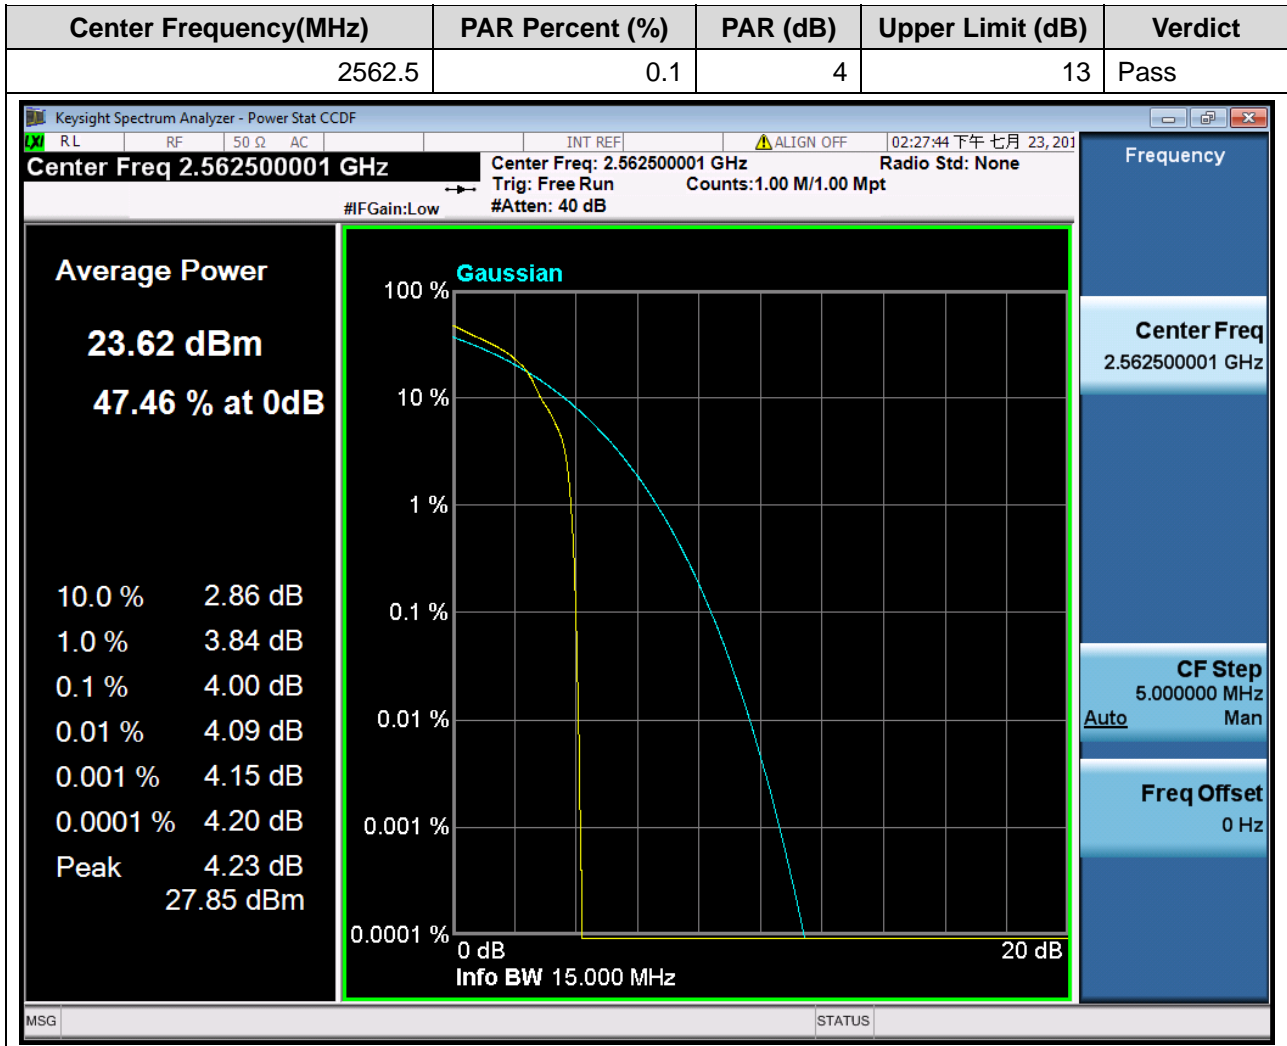 Center Frequency(MHz) PAR Percent (%) PAR (dB) Upper Limit (dB) Verdict
2562.5 0.1 4 13 Pass
Keysight Spectrum Analyzer - Power Stat CCDF
LXI RL RF 50 Ω AC INT REF ALIGN OFF 02:27:44 下午 七月 23, 201
Center Freq 2.562500001 GHz
Center Freq: 2.562500001 GHz Radio Std: None
Trig: Free Run Counts:1.00 M/1.00 Mpt
#IFGain:Low #Atten: 40 dB
Frequency
Average Power
23.62 dBm
47.46 % at 0dB
10.0 % 2.86 dB
1.0 % 3.84 dB
0.1 % 4.00 dB
0.01 % 4.09 dB
0.001 % 4.15 dB
0.0001 % 4.20 dB
Peak 4.23 dB
27.85 dBm
Gaussian
100 %
10 %
1 %
0.1 %
0.01 %
0.001 %
0.0001 %
0 dB 20 dB
Info BW 15.000 MHz
Center Freq
2.562500001 GHz
CF Step
5.000000 MHz
Auto Man
Freq Offset
0 Hz
MSG STATUS